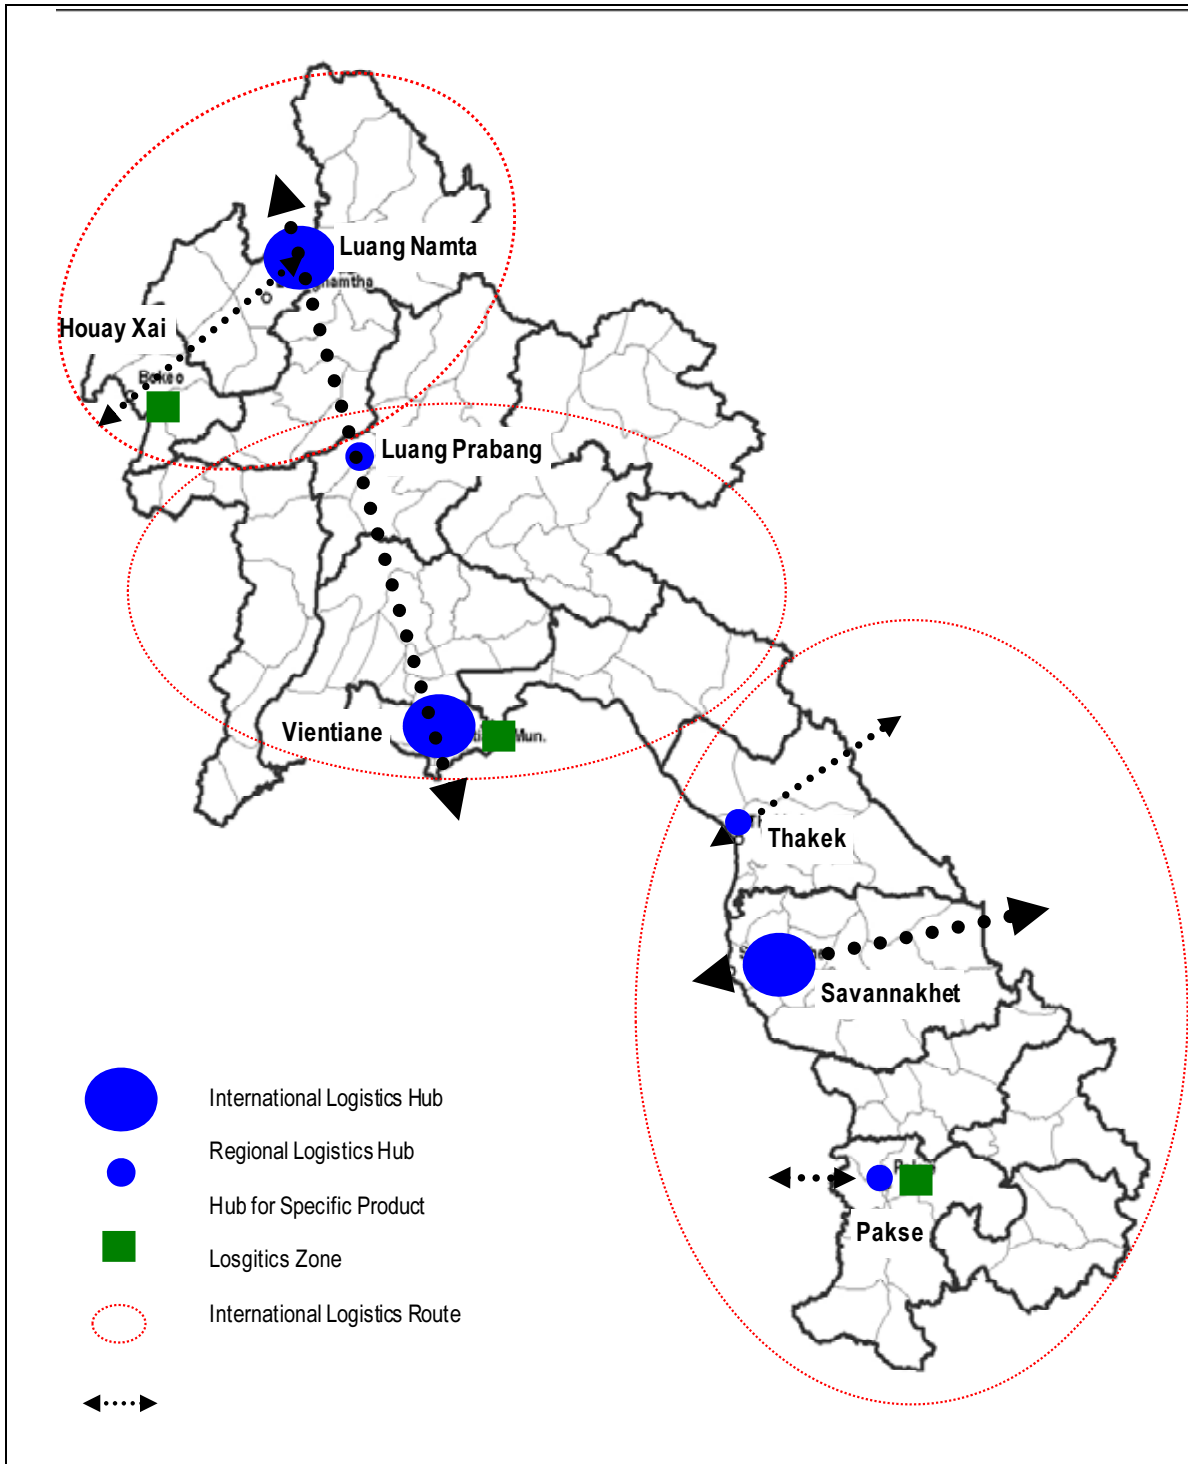 Luang Namta
Houay Xai
Luang Prabang
Vientiane
Mun.
Thakek
Savannakhet
Pakse
International Logistics Hub
Regional Logistics Hub
Hub for Specific Product
Losgitics Zone
International Logistics Route